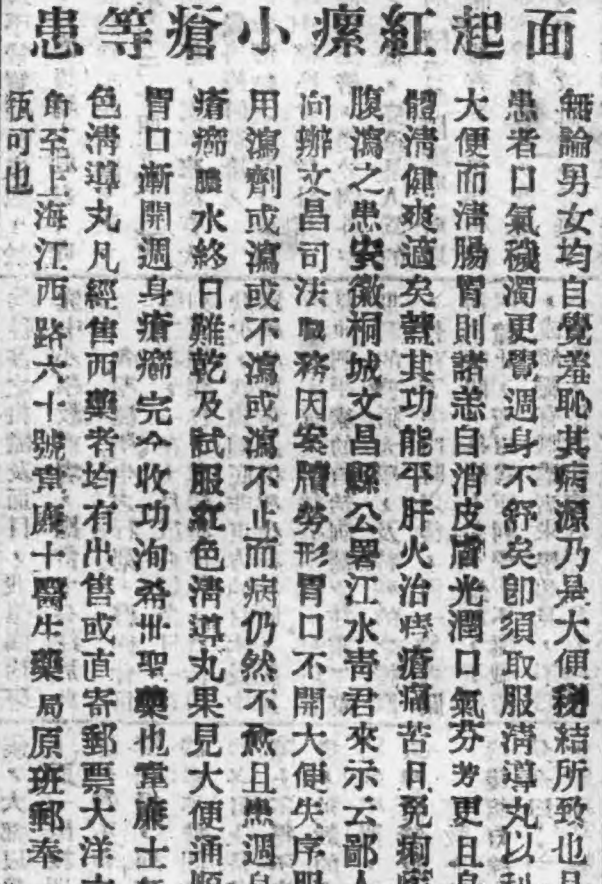 面起紅瘰小瘡等患
無論男女均自覺羞恥其病源乃是大便秘結所致也
患者口氣穢濁更覺週身不舒矣卽須取服清導丸以利
大便而清腸胃則諸恙自消皮膚光潤口氣芬芳更且
體清健爽適矣蓋其功能平肝火治痔瘡痛苦且免痢
腹瀉之患安徽桐城文昌縣公署江水青君來示云鄙人
向辦文昌司法職務因案牘勞形胃口不開大便失序服
用瀉劑或瀉或不瀉或瀉不止而病仍然不愈且患週身
瘡癤膿水終日難乾及試服紅色清導丸果見大便通順
胃口漸開週身瘡癤完今收功洵希世聖藥也韋廉士
色清導丸凡經售西藥者均有出售或直寄郵票大洋
角至上海江西路六十號韋廉士醫生藥局原班郵奉
瓶可也